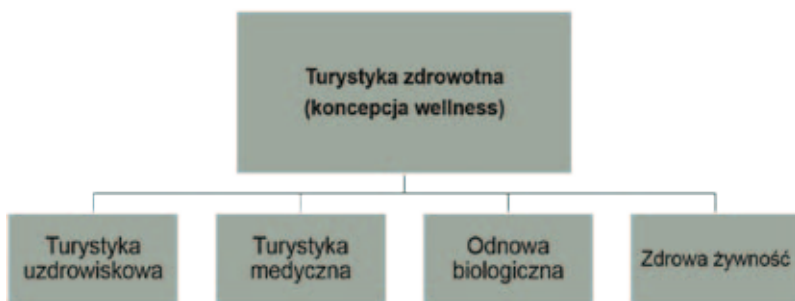 Turystyka zdrowotna
(koncepcja wellness)
Turystyka
uzdrowiskowa
Turystyka
medyczna
Odnowa
biologiczna
Zdrowa żywność